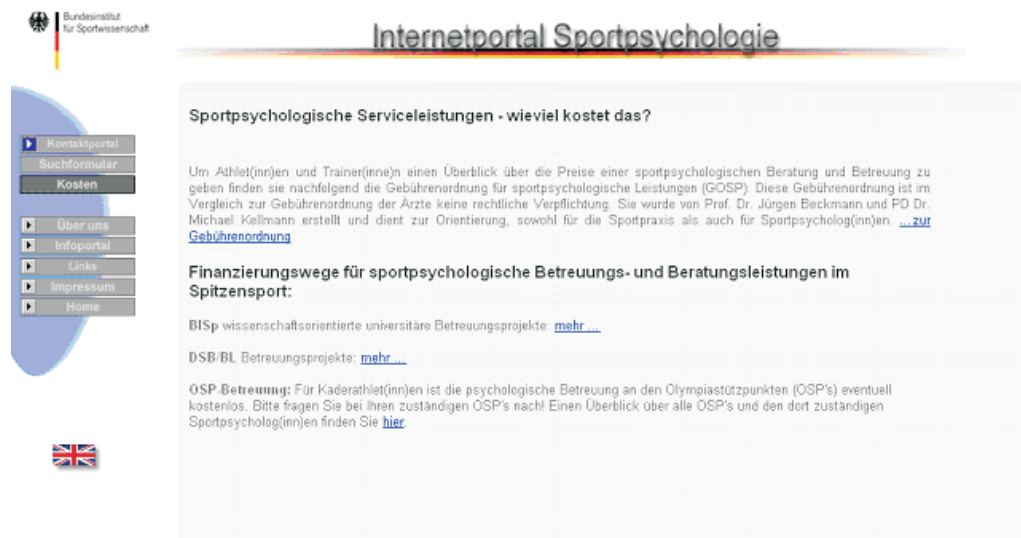 Bundesinstitut
für Sportwissenschaft
Internetportal Sportpsychologie
Kontaktportal
Suchformular
Kosten
Über uns
Infoportal
Links
Impressum
Home
Sportpsychologische Serviceleistungen - wieviel kostet das?
Um Athlet(inn)en und Trainer(inne)n einen Überblick über die Preise einer sportpsychologischen Beratung und Betreuung zu
geben finden sie nachfolgend die Gebührenordnung für sportpsychologische Leistungen (GOSP). Diese Gebührenordnung ist im
Vergleich zur Gebührenordnung der Ärzte keine rechtliche Verpflichtung. Sie wurde von Prof. Dr. Jürgen Beckmann und PD Dr.
Michael Kellmann erstellt und dient zur Orientierung, sowohl für die Sportpraxis als auch für Sportpsycholog(inn)en. ...zur
Gebührenordnung
Finanzierungswege für sportpsychologische Betreuungs- und Beratungsleistungen im
Spitzensport:
BISp wissenschaftsorientierte universitäre Betreuungsprojekte: mehr ...
DSB/BL Betreuungsprojekte: mehr ...
OSP-Betreuung: Für Kaderathlet(inn)en ist die psychologische Betreuung an den Olympiastützpunkten (OSP's) eventuell
kostenlos. Bitte fragen Sie bei Ihren zuständigen OSP's nach! Einen Überblick über alle OSP's und den dort zuständigen
Sportpsycholog(inn)en finden Sie hier.